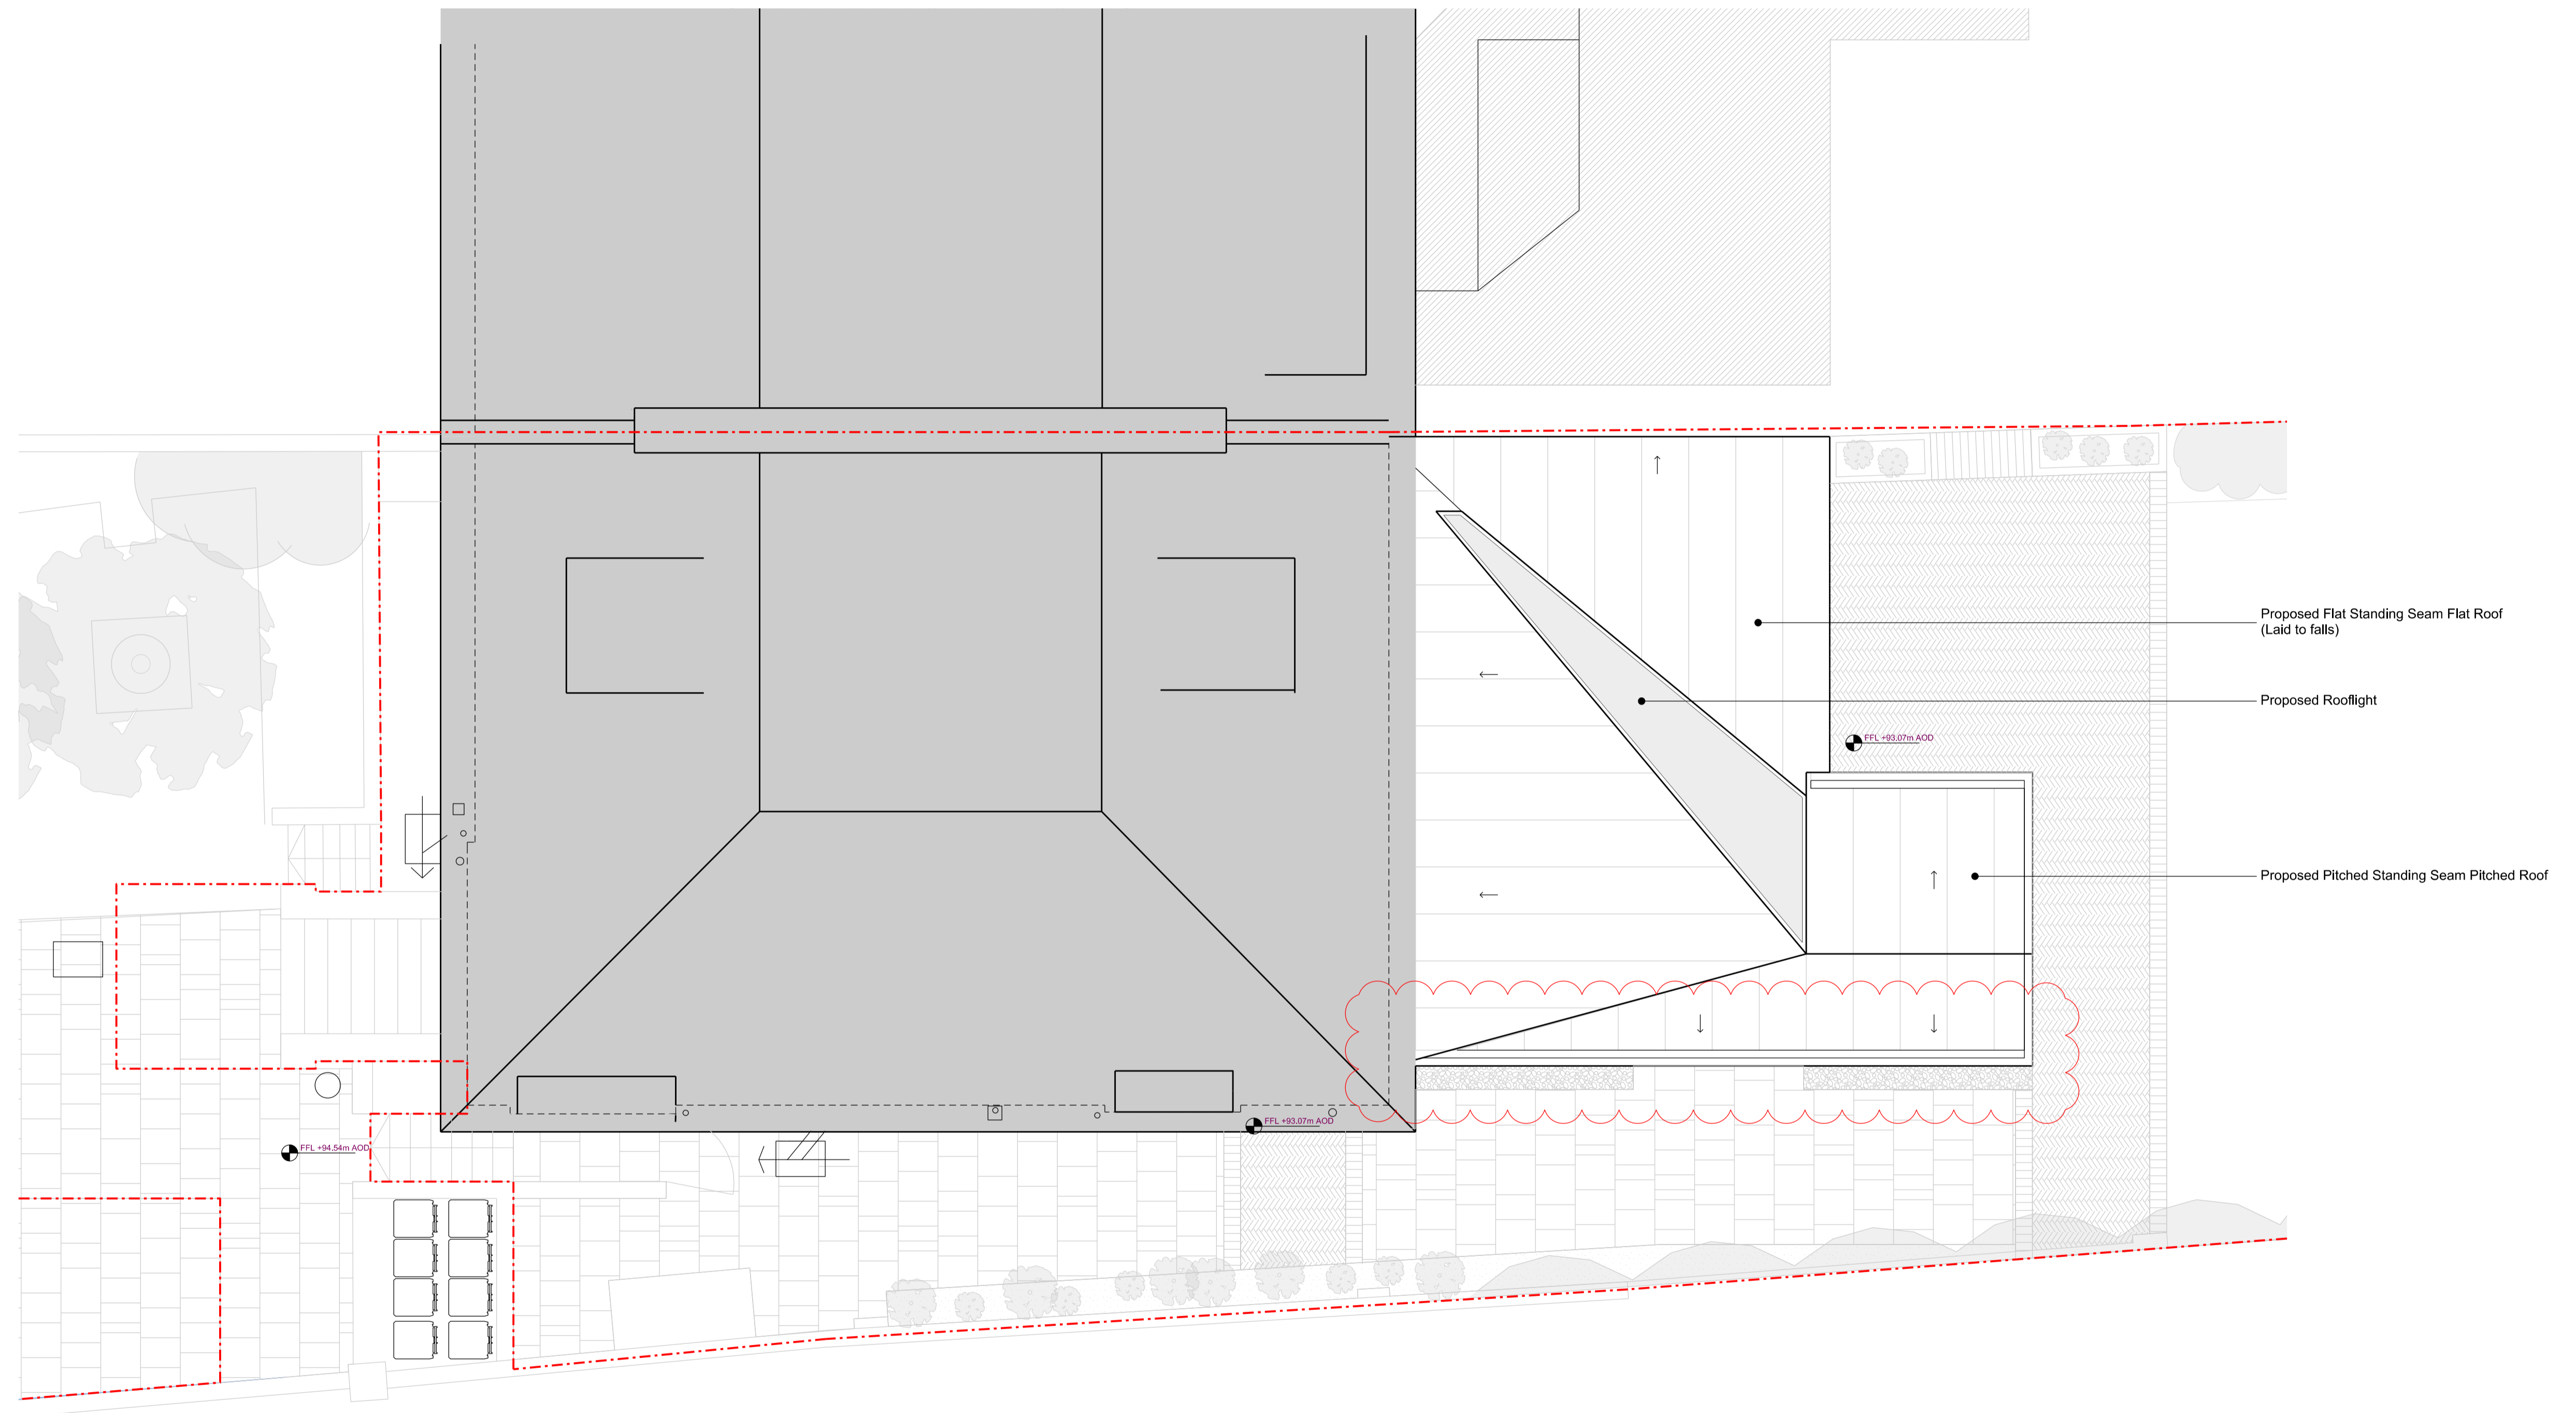 Proposed Flat Standing Seam Flat Roof
(Laid to falls)
Proposed Rooflight
FFL +93.07m AOD
Proposed Pitched Standing Seam Pitched Roof
FFL +93.07m AOD
FFL +94.54m AOD